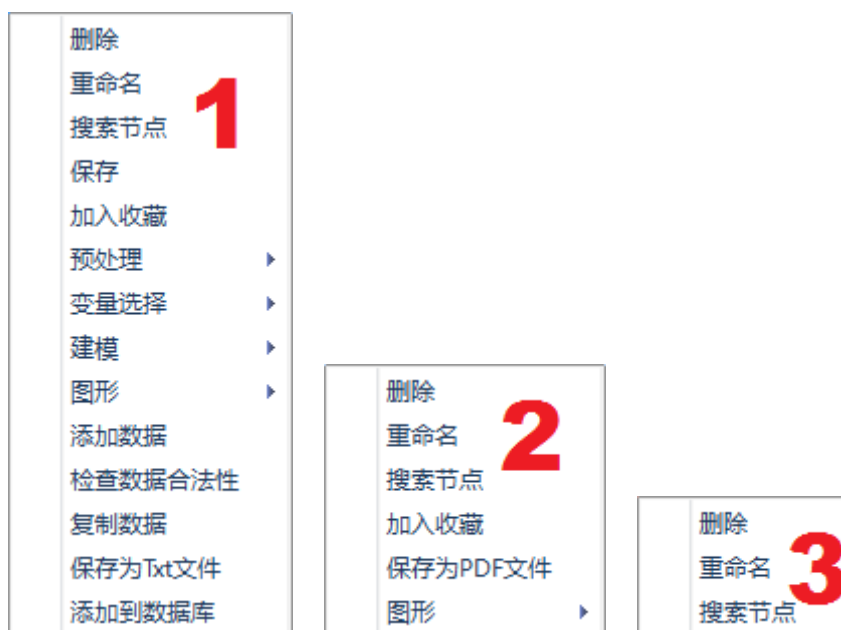 删除
重命名
搜素节点
保存
加入收藏
预处理
变量选择
建模
图形
添加数据
检查数据合法性
复制数据
保存为Txt文件
添加到数据库
1
删除
重命名
搜素节点
加入收藏
保存为PDF文件
图形
2
删除
重命名
搜素节点
3